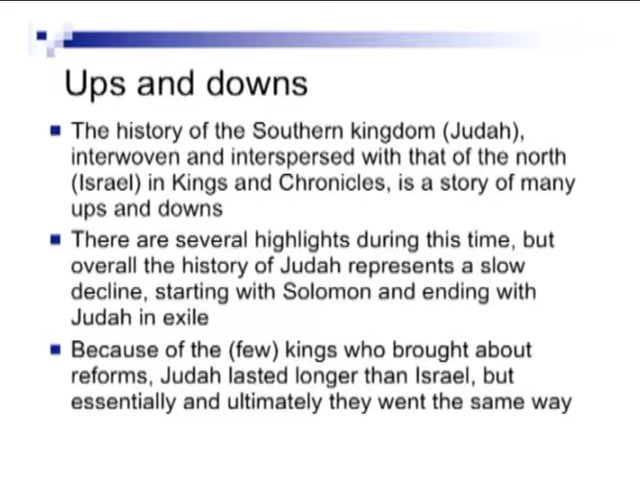 Ups and downs
The history of the Southern kingdom (Judah),
interwoven and interspersed with that of the north
(Israel) in Kings and Chronicles, is a story of many
ups and downs
There are several highlights during this time, but
overall the history of Judah represents a slow
decline, starting with Solomon and ending with
Judah in exile
Because of the (few) kings who brought about
reforms, Judah lasted longer than Israel, but
essentially and ultimately they went the same way